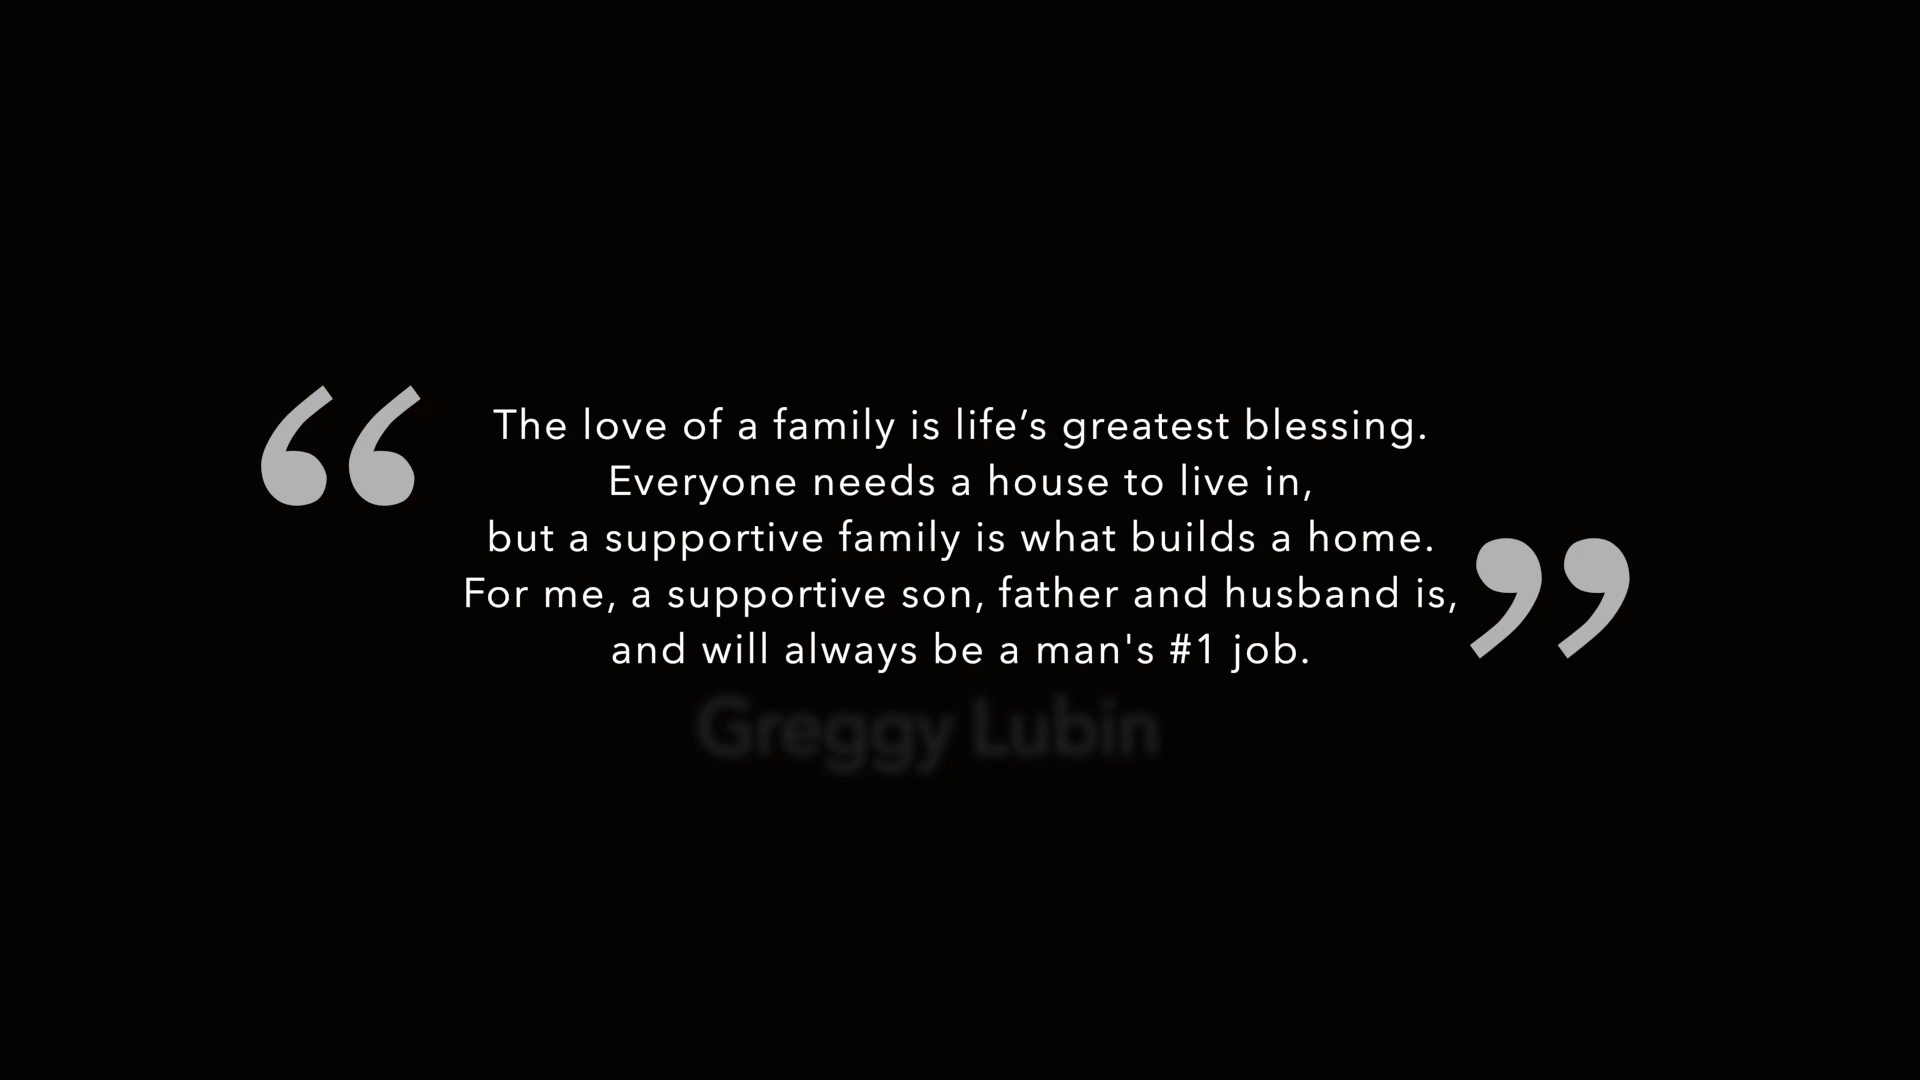 “
The love of a family is life’s greatest blessing.
Everyone needs a house to live in,
but a supportive family is what builds a home.
For me, a supportive son, father and husband is,
and will always be a man's #1 job.
”
Greggy Lubin